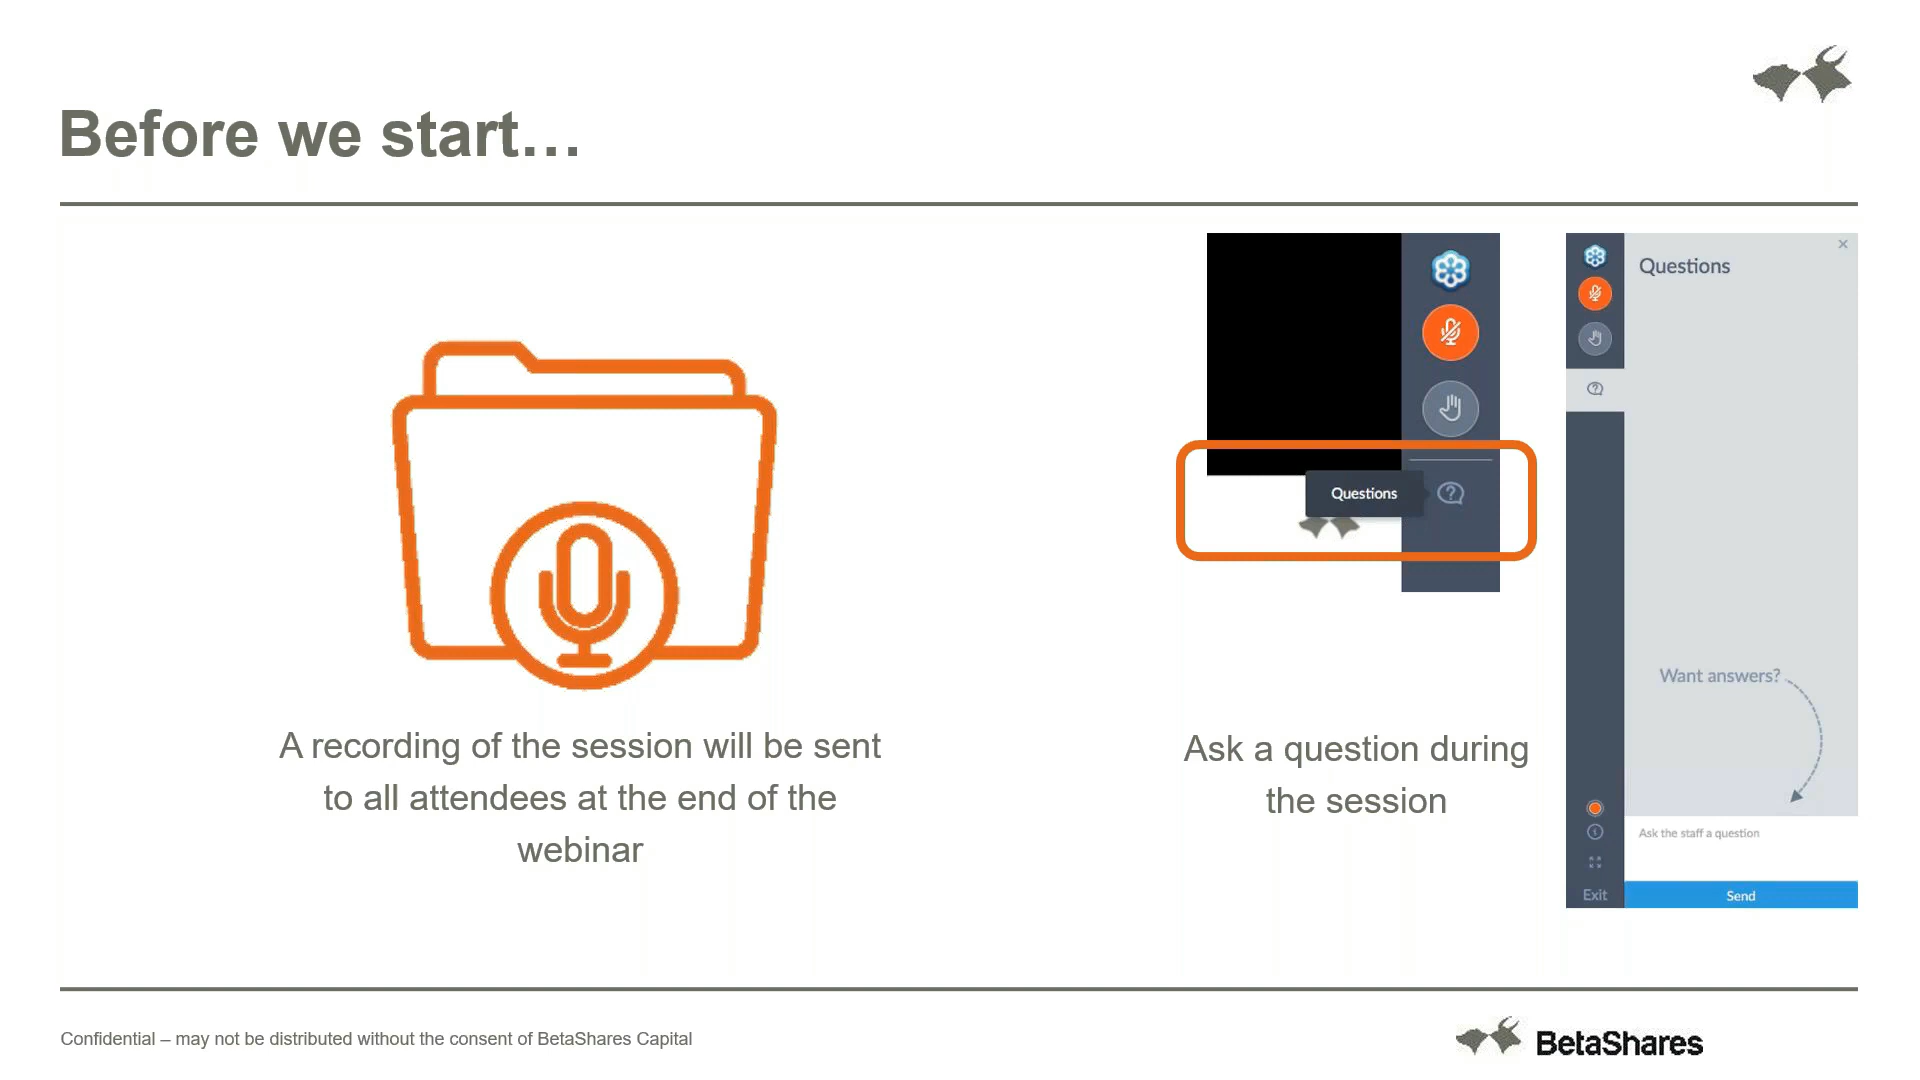 Before we start…
A recording of the session will be sent
to all attendees at the end of the
webinar
Questions
Ask a question during
the session
Questions
Want answers?
Ask the staff a question
Exit
Send
Confidential – may not be distributed without the consent of BetaShares Capital
BetaShares